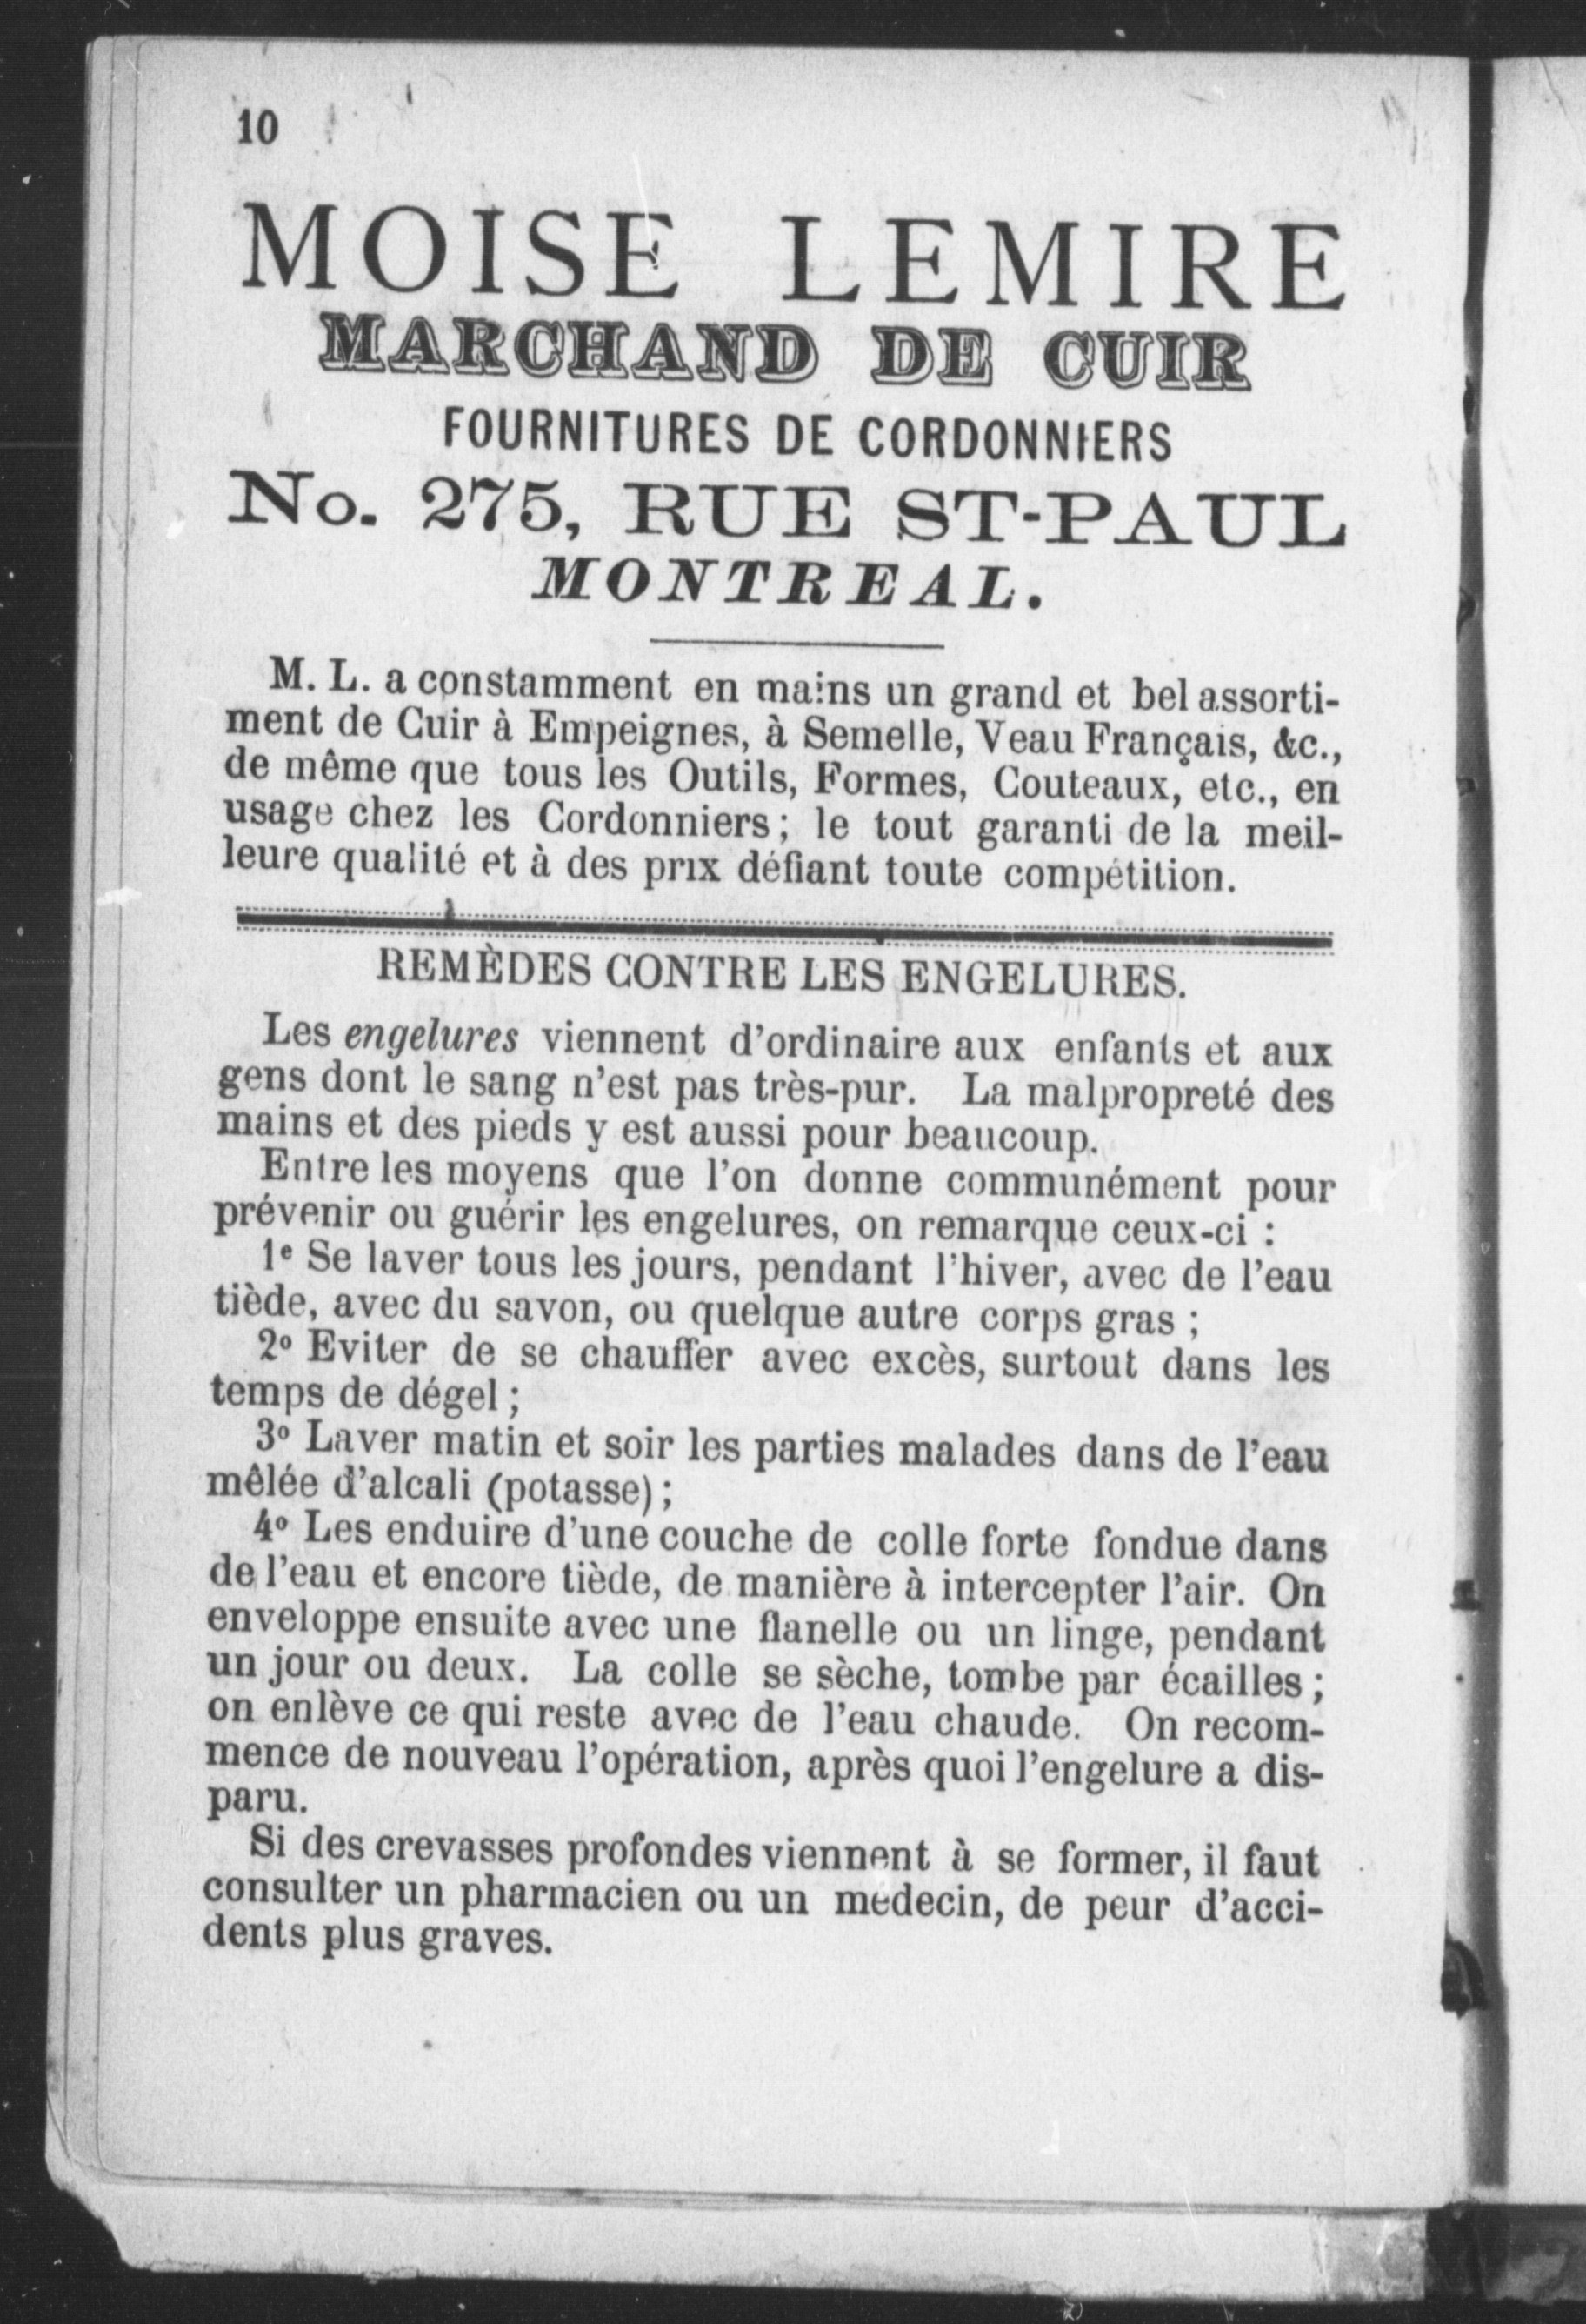 10
MOISE LEMIRE
MARCHAND DE CUIR
FOURNITURES DE CORDONNIERS
No. 275, RUE ST-PAUL
MONTREAL.
M. L. a constamment en mains un grand et bel assorti-
ment de Cuir à Empeignes, à Semelle, Veau Français, &c.,
de même que tous les Outils, Formes, Couteaux, etc., en
usage chez les Cordonniers; le tout garanti de la meil-
leure qualité et à des prix défiant toute compétition.
REMÈDES CONTRE LES ENGELURES.
Les engelures viennent d'ordinaire aux enfants et aux
gens dont le sang n'est pas très-pur. La malpropreté des
mains et des pieds y est aussi pour beaucoup.
Entre les moyens que l'on donne communément pour
prévenir ou guérir les engelures, on remarque ceux-ci :
1e Se laver tous les jours, pendant l'hiver, avec de l'eau
tiède, avec du savon, ou quelque autre corps gras ;
2o Eviter de se chauffer avec excès, surtout dans les
temps de dégel ;
3o Laver matin et soir les parties malades dans de l'eau
mêlée d'alcali (potasse) ;
4o Les enduire d'une couche de colle forte fondue dans
de l'eau et encore tiède, de manière à intercepter l'air. On
enveloppe ensuite avec une flanelle ou un linge, pendant
un jour ou deux. La colle se sèche, tombe par écailles ;
on enlève ce qui reste avec de l'eau chaude. On recom-
mence de nouveau l'opération, après quoi l'engelure a dis-
paru.
Si des crevasses profondes viennent à se former, il faut
consulter un pharmacien ou un médecin, de peur d'acci-
dents plus graves.